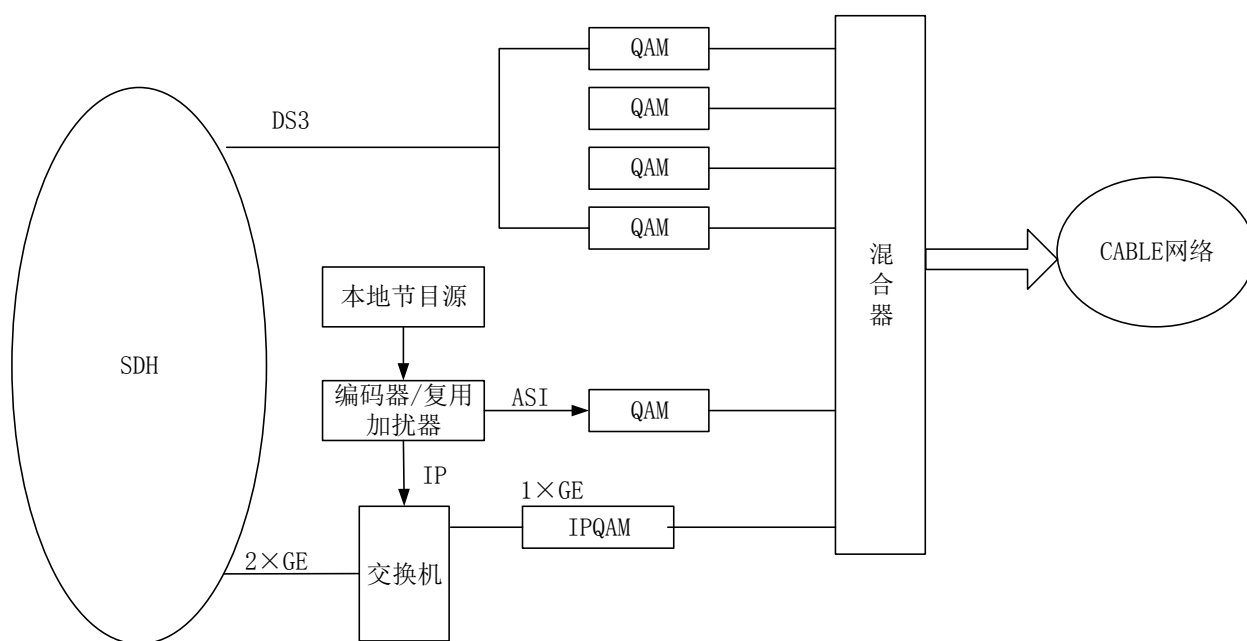 QAM
DS3
QAM
QAM
QAM
混合器
CABLE网络
本地节目源
SDH
编码器/复用
加扰器
ASI
QAM
IP
1×GE
IPQAM
2×GE
交换机